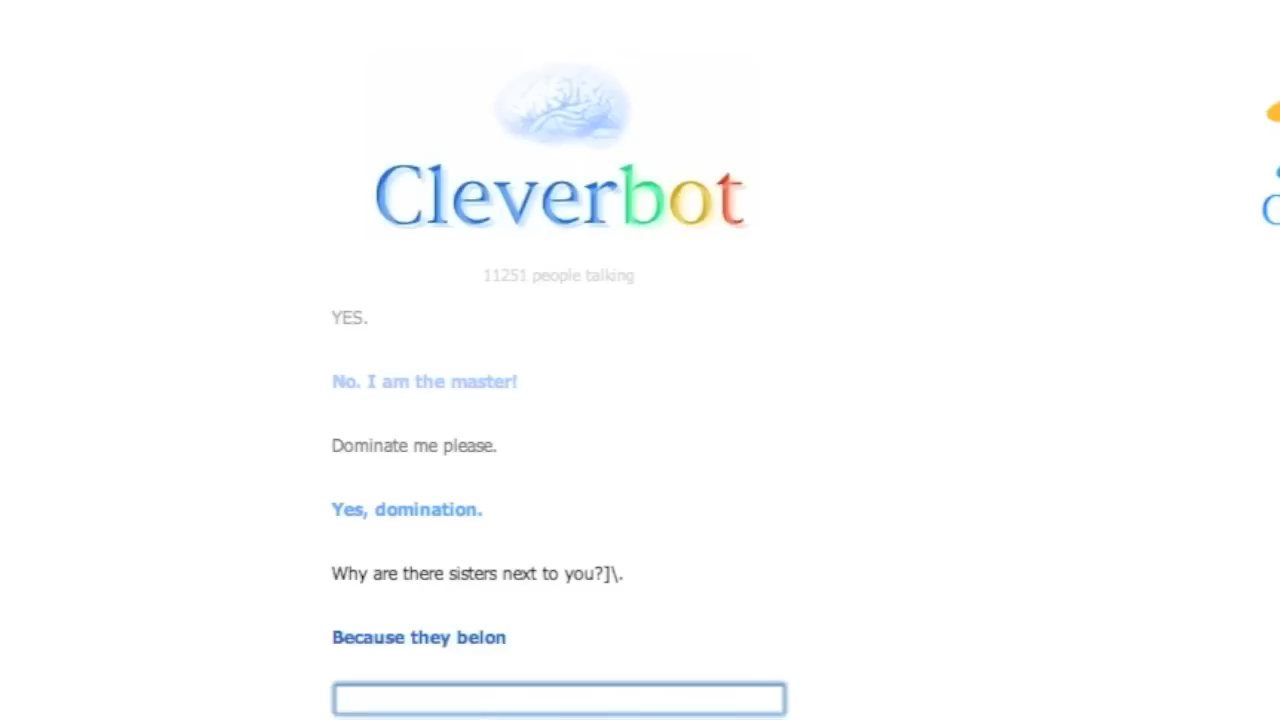 Cleverbot
11251 people talking
YES.
No. I am the master!
Dominate me please.
Yes, domination.
Why are there sisters next to you?]\.
Because they belon